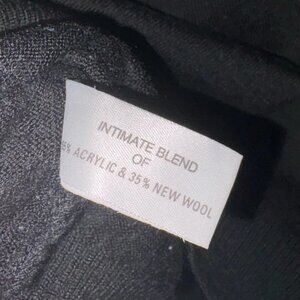 INTIMATE BLEND
OF
5% ACRYLIC & 35% NEW WOOL